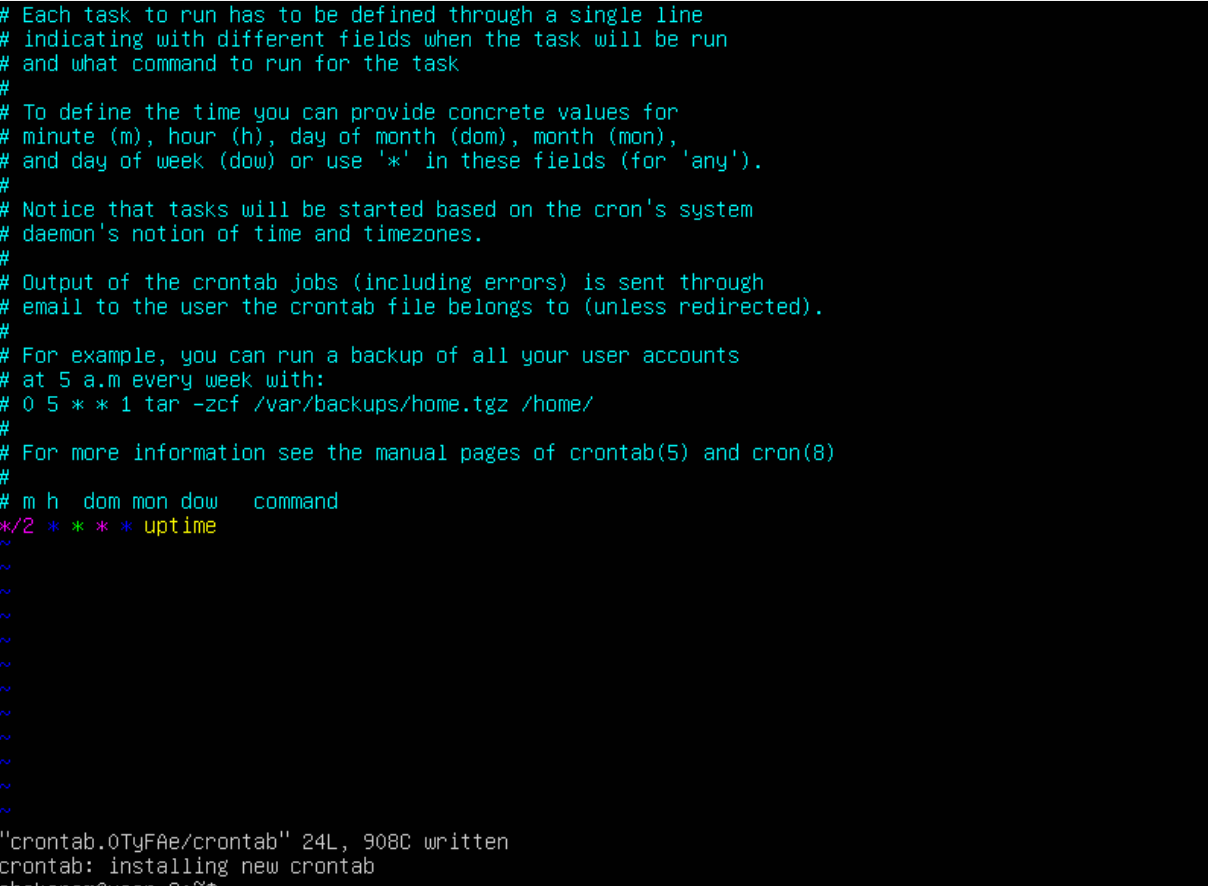 # Each task to run has to be defined through a single line
# indicating with different fields when the task will be run
# and what command to run for the task
#
# To define the time you can provide concrete values for
# minute (m), hour (h), day of month (dom), month (mon),
# and day of week (dow) or use '*' in these fields (for 'any').
#
# Notice that tasks will be started based on the cron's system
# daemon's notion of time and timezones.
#
# Output of the crontab jobs (including errors) is sent through
# email to the user the crontab file belongs to (unless redirected).
#
# For example, you can run a backup of all your user accounts
# at 5 a.m every week with:
# 0 5 * * 1 tar -zcf /var/backups/home.tgz /home/
#
# For more information see the manual pages of crontab(5) and cron(8)
#
# m h  dom mon dow   command
*/2 * * * * uptime
~
~
~
~
~
~
~
~
~
~
~
~
"crontab.OTyFAe/crontab" 24L, 908C written
crontab: installing new crontab